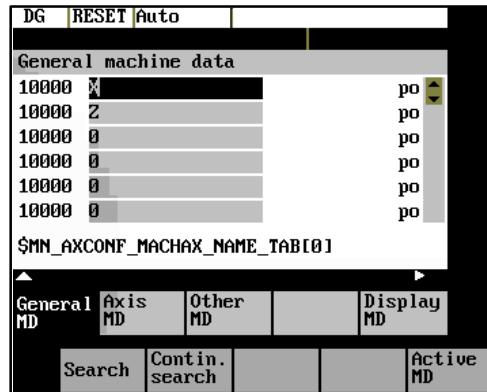 DG RESET Auto
General machine data
10000 X po
10000 Z po
10000 0 po
10000 0 po
10000 0 po
10000 0 po
$MN_AXCONF_MACHAX_NAME_TAB[0]
General MD Axis MD Other MD Display MD
Search Contin. search Active MD